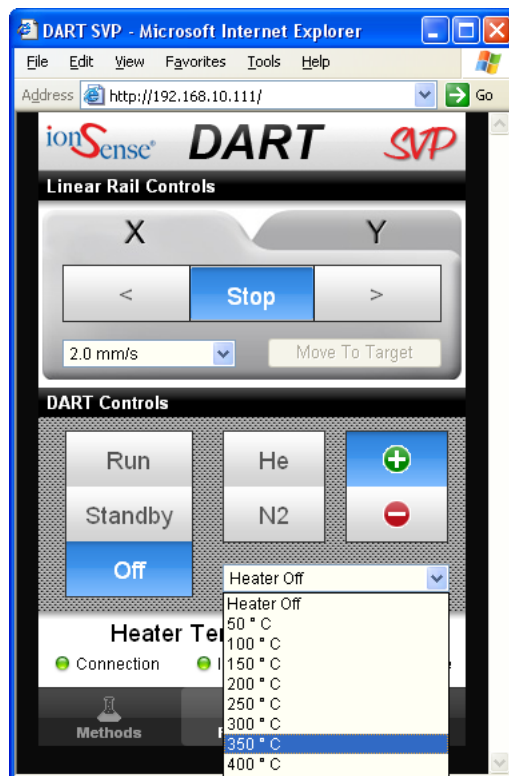 DART SVP - Microsoft Internet Explorer
File Edit View Favorites Tools Help
Address http://192.168.10.111/ Go
ionSense® DART SVP
Linear Rail Controls
X Y
< Stop >
2.0 mm/s Move To Target
DART Controls
Run He
Standby N2
Off Heater Off
Heater Off
50 ° C
100 ° C
150 ° C
200 ° C
250 ° C
300 ° C
350 ° C
400 ° C
Heater
Connection
Methods